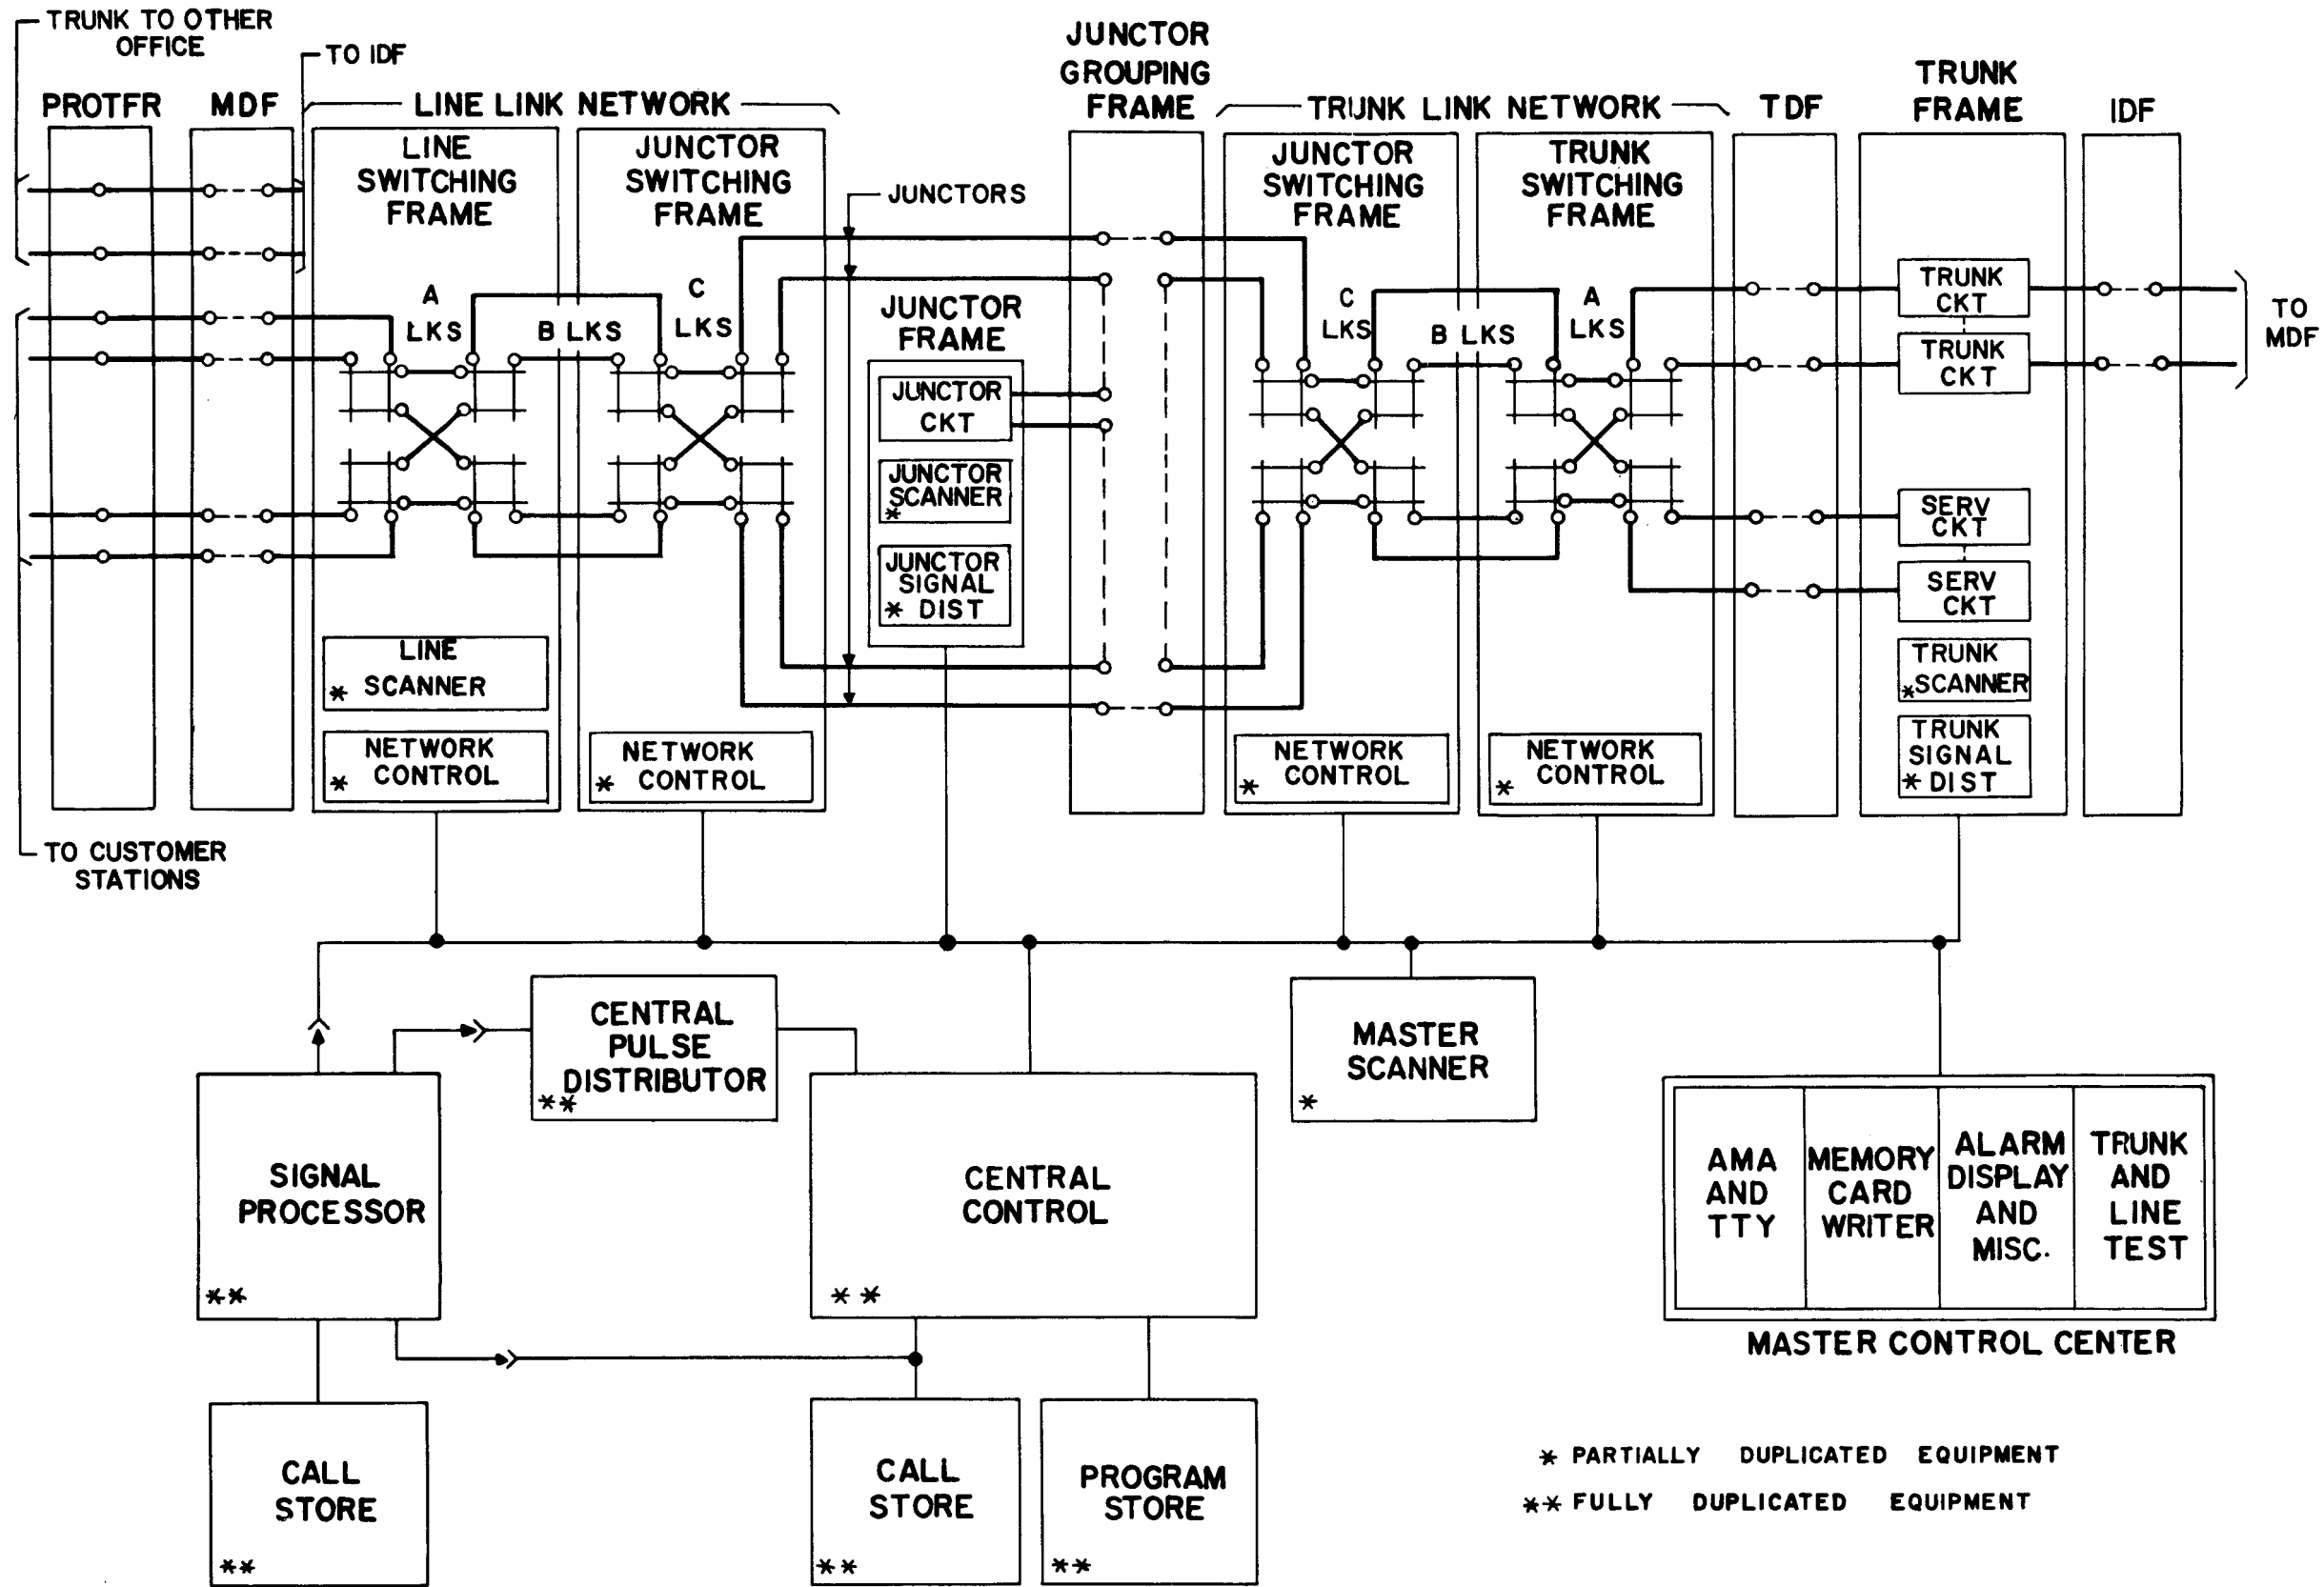 TRUNK TO OTHER
OFFICE
TO IDF
PROTFR
MDF
LINE LINK NETWORK
JUNCTOR
GROUPING
FRAME
TRUNK LINK NETWORK
TDF
TRUNK
FRAME
IDF
LINE
SWITCHING
FRAME
JUNCTOR
SWITCHING
FRAME
JUNCTORS
JUNCTOR
SWITCHING
FRAME
TRUNK
SWITCHING
FRAME
A
LKS
B LKS
C
LKS
JUNCTOR
FRAME
JUNCTOR
CKT
JUNCTOR
SCANNER
*
JUNCTOR
SIGNAL
* DIST
C
LKS
B LKS
A
LKS
TRUNK
CKT
TRUNK
CKT
TO
MDF
SERV
CKT
SERV
CKT
TRUNK
*SCANNER
TRUNK
SIGNAL
* DIST
LINE
* SCANNER
NETWORK
* CONTROL
NETWORK
* CONTROL
NETWORK
* CONTROL
NETWORK
* CONTROL
TO CUSTOMER
STATIONS
CENTRAL
PULSE
DISTRIBUTOR
**
MASTER
SCANNER
*
SIGNAL
PROCESSOR
**
CENTRAL
CONTROL
* *
AMA
AND
TTY
MEMORY
CARD
WRITER
ALARM
DISPLAY
AND
MISC.
TRUNK
AND
LINE
TEST
MASTER CONTROL CENTER
CALL
STORE
**
CALL
STORE
**
PROGRAM
STORE
**
* PARTIALLY DUPLICATED EQUIPMENT
** FULLY DUPLICATED EQUIPMENT